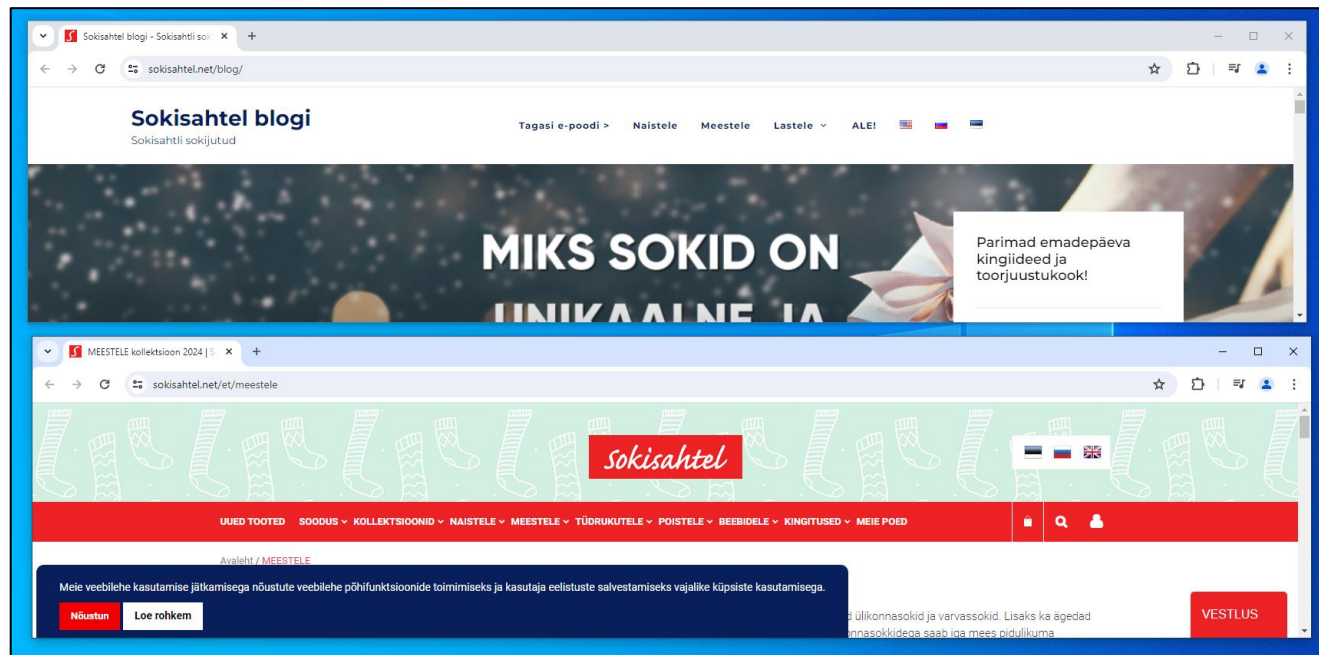 Sokisahtel blogi - Sokisahtli sok
sokisahtel.net/blog/
Sokisahtel blogi
Sokisahtli sokijutud
Tagasi e-poodi > Naistele Meestele Lastele ALE!
MIKS SOKID ON
UNIKAALNE JA
Parimad emadepäeva
kingiideed ja
toorjuustukook!
MEESTELE kollektsioon 2024 | S
sokisahtel.net/et/meestele
Sokisahtel
UUED TOOTED SOODUS KOLLEKTSIOONID NAISTELE MEESTELE TÜDRUKUTELE POISTELE BEEBIDELE KINGITUSED MEIE POED
Avaleht / MEESTELE
Meie veebilehe kasutamise jätkamisega nõustute veebilehe põhifunktsioonide toimimiseks ja kasutaja eelistuste salvestamiseks vajalike küpsiste kasutamisega.
Nõustun Loe rohkem
ülikonnasokid ja varvassokid. Lisaks ka ägedad
saab iga mees pidulikuma
VESTLUS